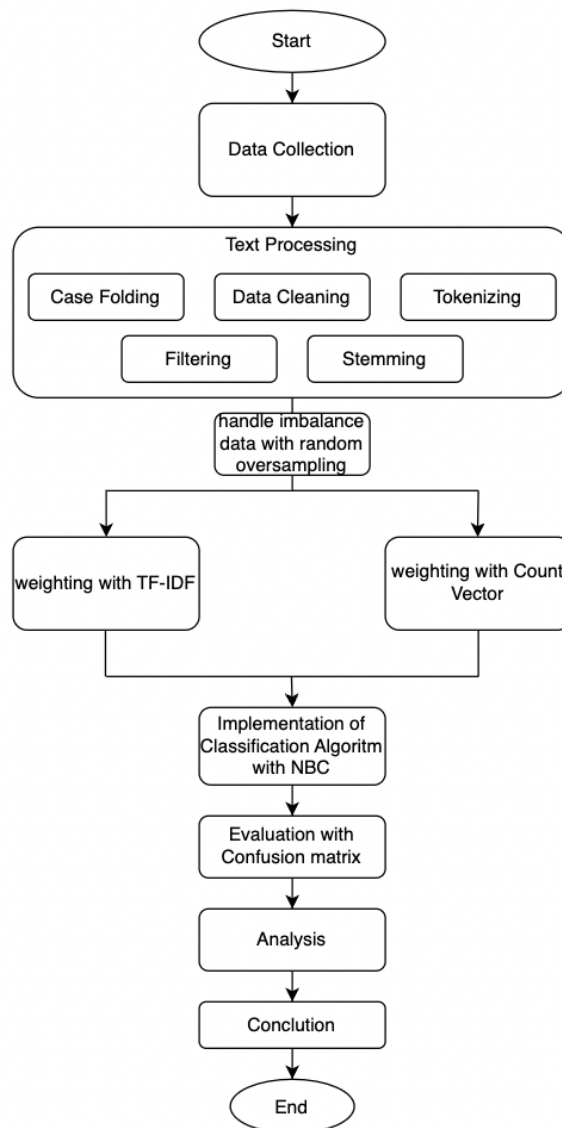 Start
Data Collection
Text Processing
Case Folding
Data Cleaning
Tokenizing
Filtering
Stemming
handle imbalance
data with random
oversampling
weighting with TF-IDF
weighting with Count
Vector
Implementation of
Classification Algoritm
with NBC
Evaluation with
Confusion matrix
Analysis
Conclution
End